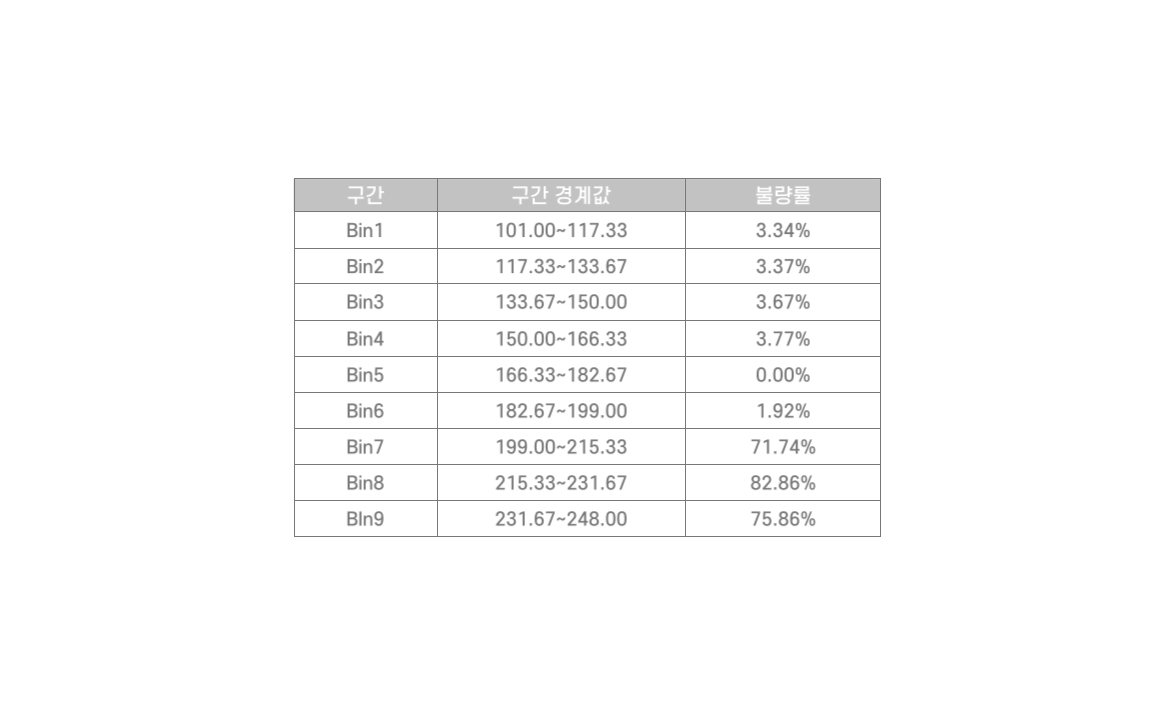 구간 구간 경계값 불량률
Bin1 101.00~117.33 3.34%
Bin2 117.33~133.67 3.37%
Bin3 133.67~150.00 3.67%
Bin4 150.00~166.33 3.77%
Bin5 166.33~182.67 0.00%
Bin6 182.67~199.00 1.92%
Bin7 199.00~215.33 71.74%
Bin8 215.33~231.67 82.86%
BIn9 231.67~248.00 75.86%